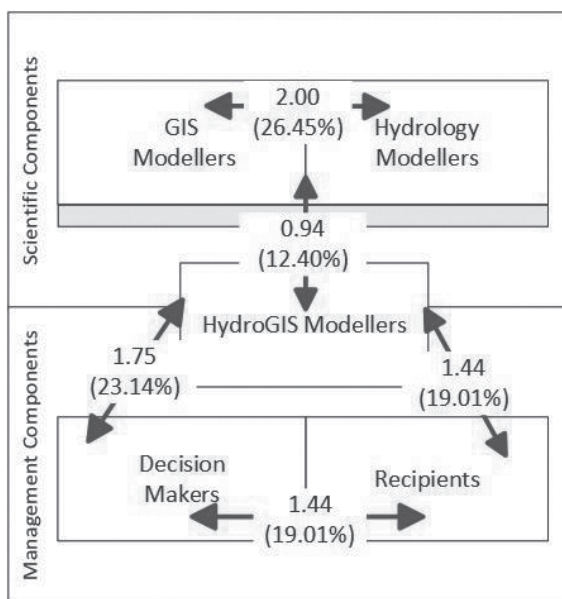 Scientific Components
2.00
(26.45%)
GIS
Modellers
Hydrology
Modellers
0.94
(12.40%)
HydroGIS Modellers
Management Components
1.75
(23.14%)
1.44
(19.01%)
Decision
Makers
Recipients
1.44
(19.01%)